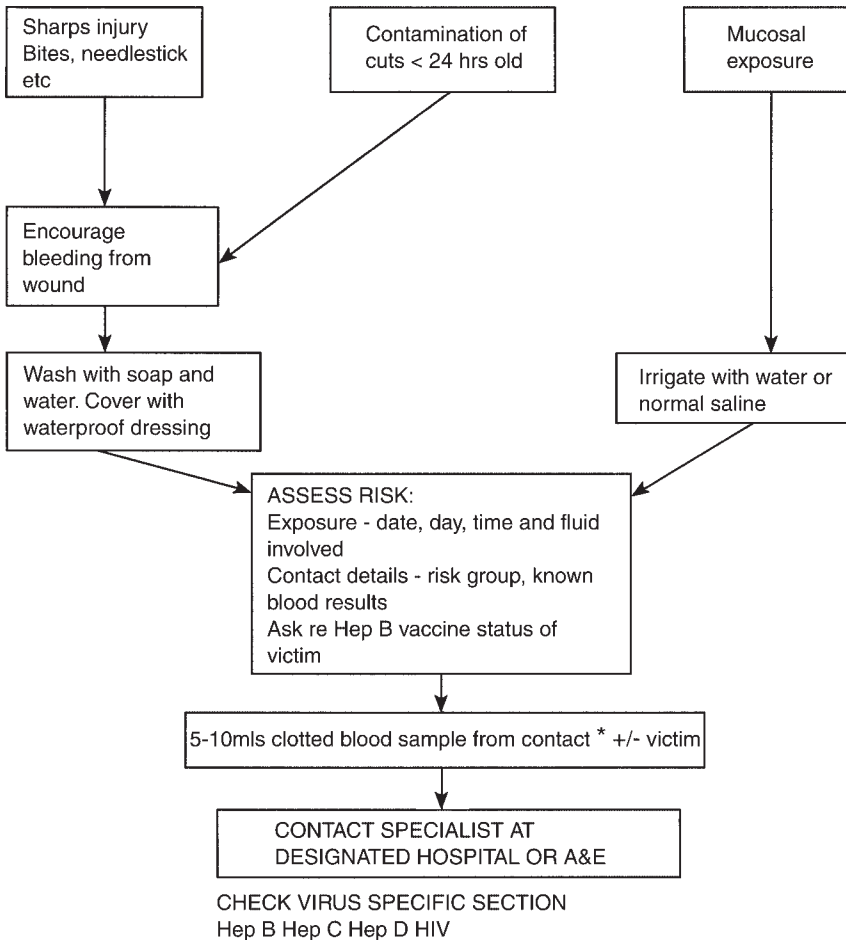 Sharps injury
Bites, needlestick
etc
Contamination of
cuts < 24 hrs old
Mucosal
exposure
Encourage
bleeding from
wound
Wash with soap and
water. Cover with
waterproof dressing
Irrigate with water or
normal saline
ASSESS RISK:
Exposure - date, day, time and fluid
involved
Contact details - risk group, known
blood results
Ask re Hep B vaccine status of
victim
5-10mls clotted blood sample from contact * +/- victim
CONTACT SPECIALIST AT
DESIGNATED HOSPITAL OR A&E
CHECK VIRUS SPECIFIC SECTION
Hep B Hep C Hep D HIV